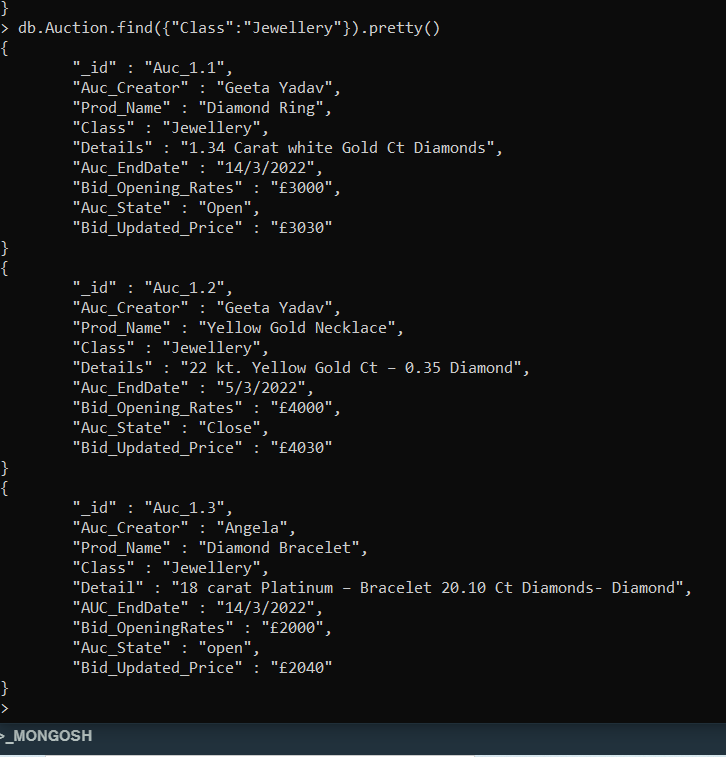 }
> db.Auction.find({"Class":"Jewellery"}).pretty()
{
"_id" : "Auc_1.1",
"Auc_Creator" : "Geeta Yadav",
"Prod_Name" : "Diamond Ring",
"Class" : "Jewellery",
"Details" : "1.34 Carat white Gold Ct Diamonds",
"Auc_EndDate" : "14/3/2022",
"Bid_Opening_Rates" : "£3000",
"Auc_State" : "Open",
"Bid_Updated_Price" : "£3030"
}
{
"_id" : "Auc_1.2",
"Auc_Creator" : "Geeta Yadav",
"Prod_Name" : "Yellow Gold Necklace",
"Class" : "Jewellery",
"Details" : "22 kt. Yellow Gold Ct – 0.35 Diamond",
"Auc_EndDate" : "5/3/2022",
"Bid_Opening_Rates" : "£4000",
"Auc_State" : "Close",
"Bid_Updated_Price" : "£4030"
}
{
"_id" : "Auc_1.3",
"Auc_Creator" : "Angela",
"Prod_Name" : "Diamond Bracelet",
"Class" : "Jewellery",
"Detail" : "18 carat Platinum – Bracelet 20.10 Ct Diamonds- Diamond",
"AUC_EndDate" : "14/3/2022",
"Bid_OpeningRates" : "£2000",
"Auc_State" : "open",
"Bid_Updated_Price" : "£2040"
}
>
>_MONGOSH